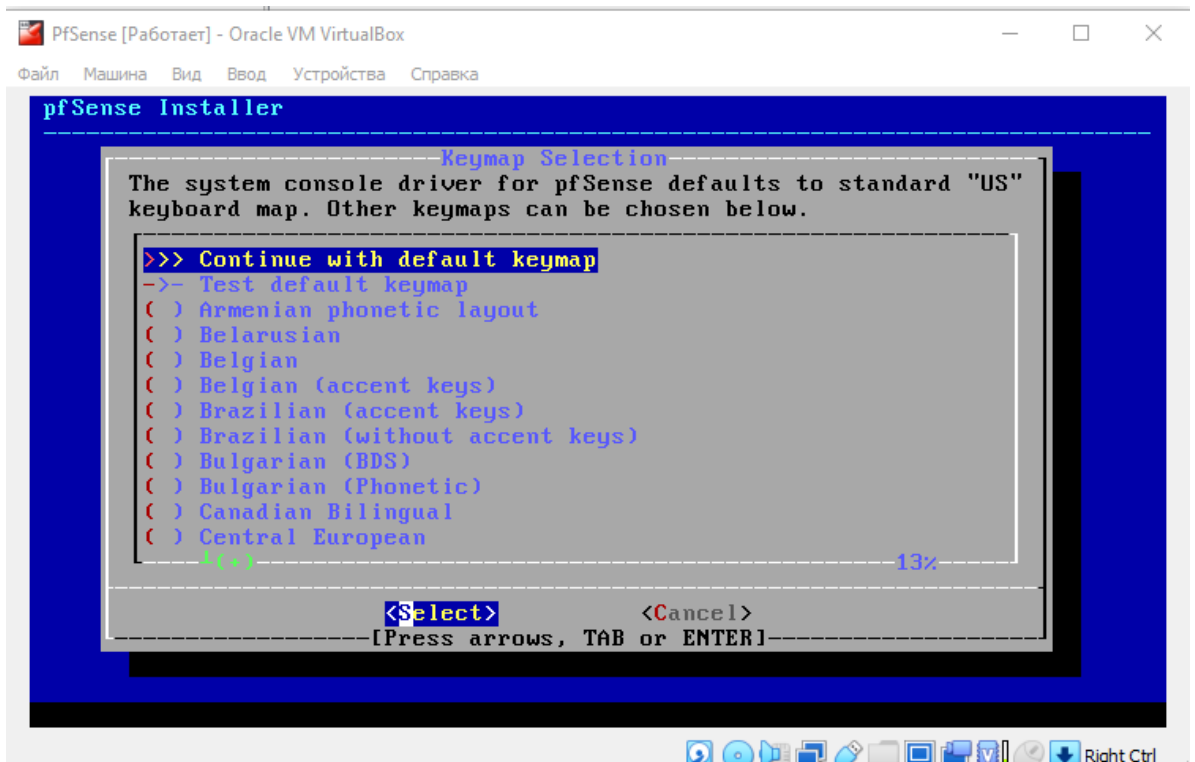 PfSense [Работает] - Oracle VM VirtualBox
Файл Машина Вид Ввод Устройства Справка
pfSense Installer
Keymap Selection
The system console driver for pfSense defaults to standard "US"
keyboard map. Other keymaps can be chosen below.
>>> Continue with default keymap
->- Test default keymap
( ) Armenian phonetic layout
( ) Belarusian
( ) Belgian
( ) Belgian (accent keys)
( ) Brazilian (accent keys)
( ) Brazilian (without accent keys)
( ) Bulgarian (BDS)
( ) Bulgarian (Phonetic)
( ) Canadian Bilingual
( ) Central European
┴(+) 13%
<Select> <Cancel>
[Press arrows, TAB or ENTER]
Right Ctrl